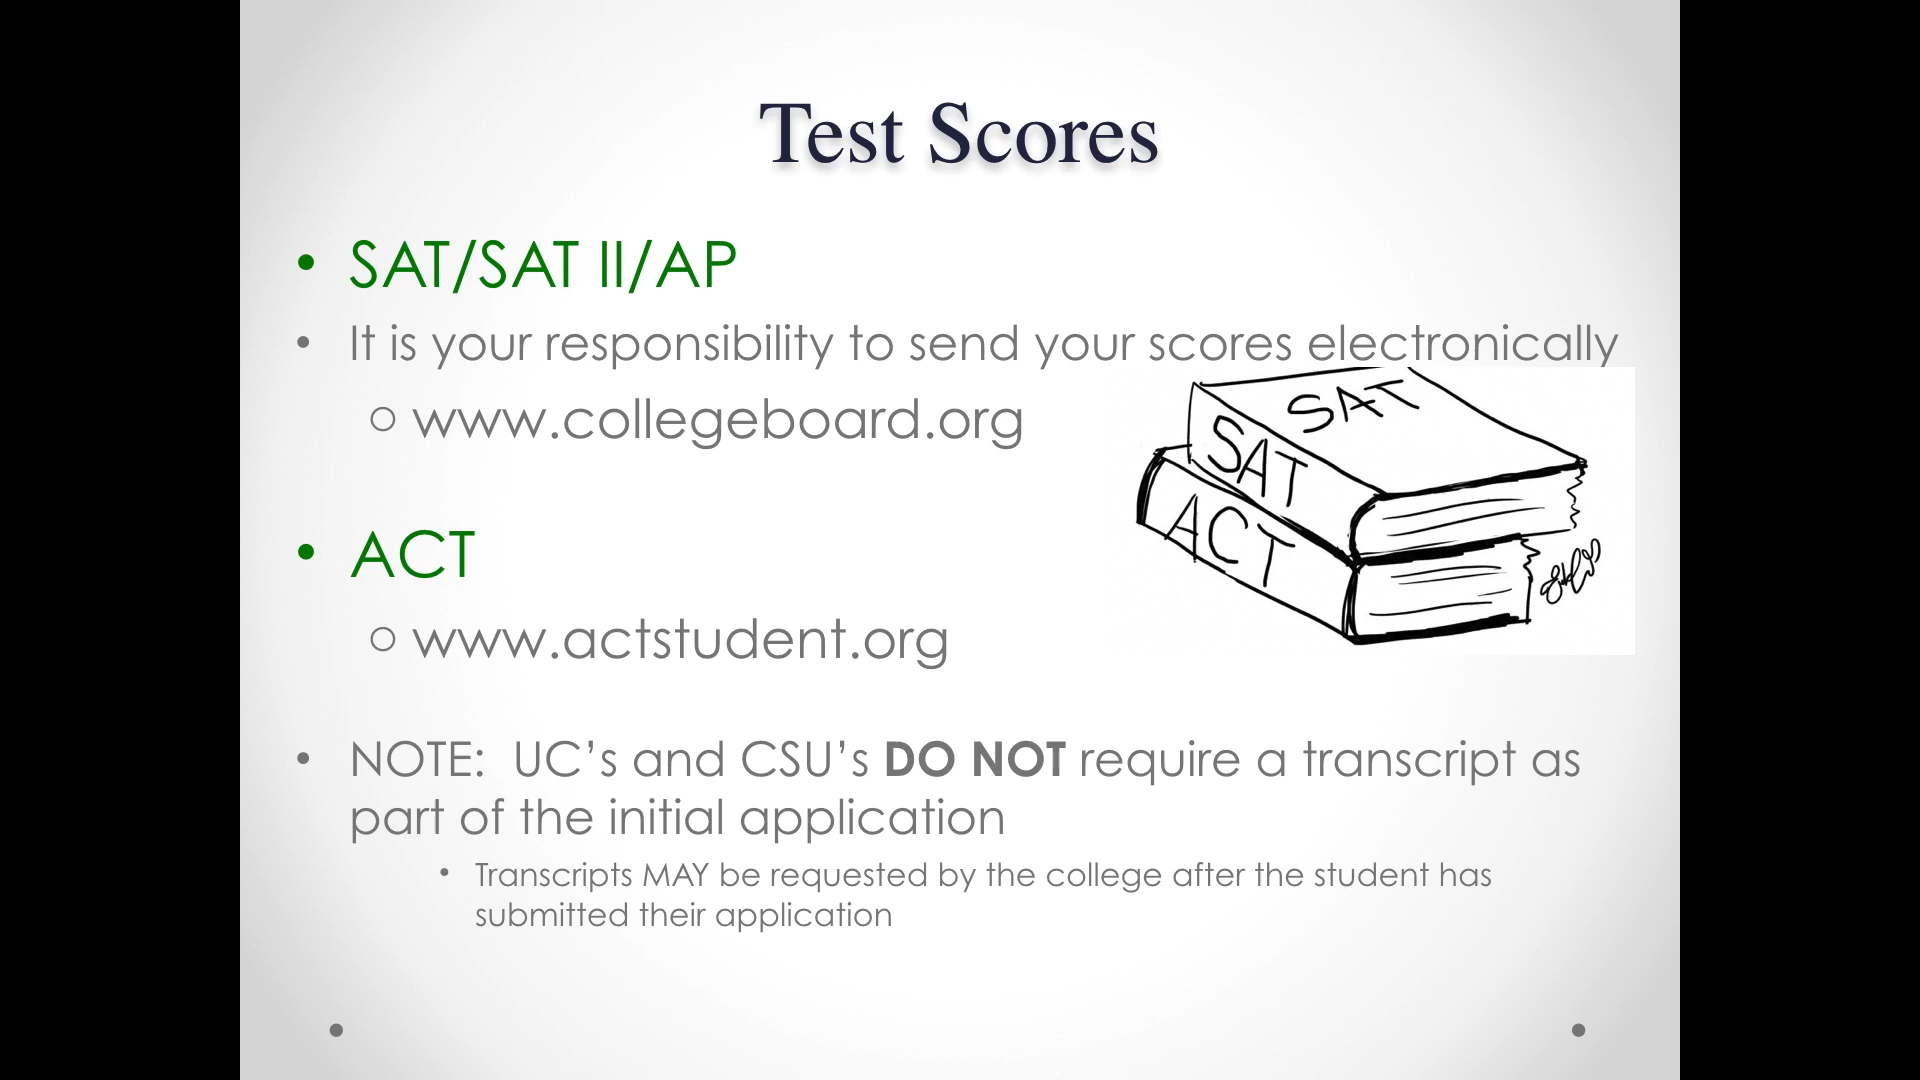 Test Scores
• SAT/SAT II/AP
• It is your responsibility to send your scores electronically
○ www.collegeboard.org
SAT
SAT
ACT
• ACT
○ www.actstudent.org
• NOTE:  UC’s and CSU’s DO NOT require a transcript as
part of the initial application
• Transcripts MAY be requested by the college after the student has
submitted their application